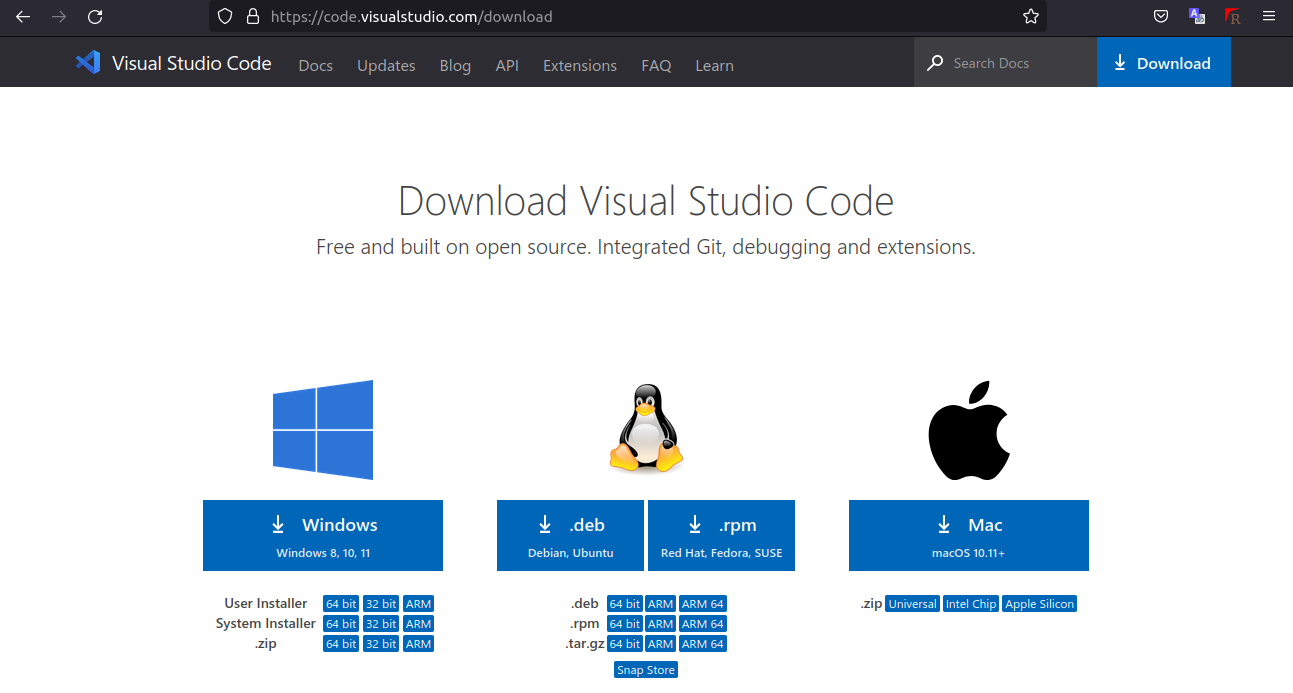 https://code.visualstudio.com/download
Visual Studio Code Docs Updates Blog API Extensions FAQ Learn Search Docs Download
Download Visual Studio Code
Free and built on open source. Integrated Git, debugging and extensions.
Windows
Windows 8, 10, 11
User Installer 64 bit 32 bit ARM
System Installer 64 bit 32 bit ARM
.zip 64 bit 32 bit ARM
.deb
Debian, Ubuntu
.rpm
Red Hat, Fedora, SUSE
.deb 64 bit ARM ARM 64
.rpm 64 bit ARM ARM 64
.tar.gz 64 bit ARM ARM 64
Snap Store
Mac
macOS 10.11+
.zip Universal Intel Chip Apple Silicon